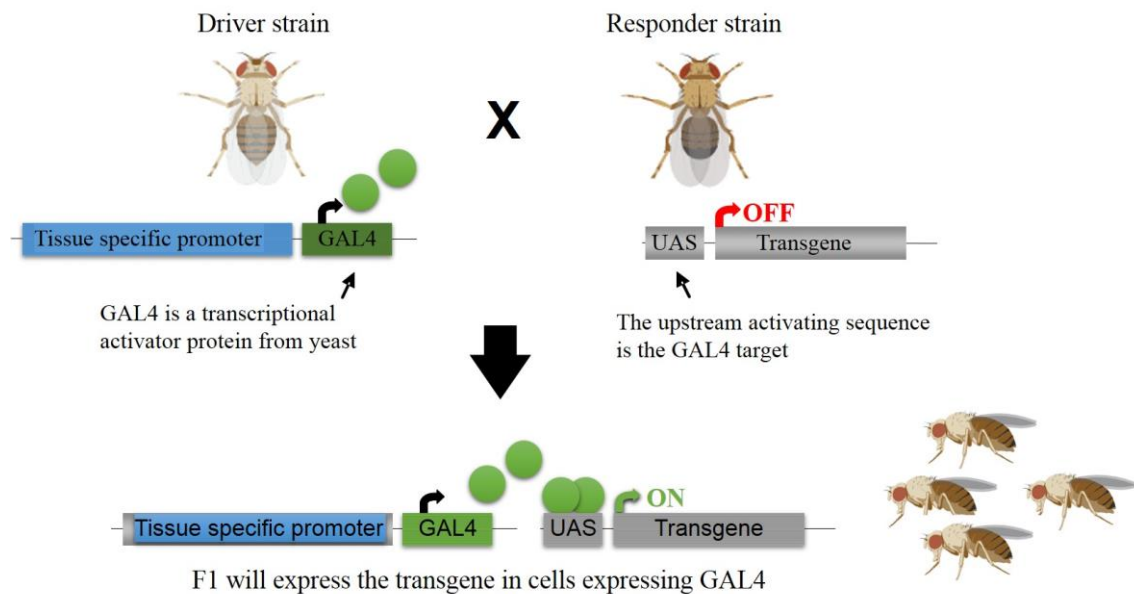 Driver strain
Responder strain
X
OFF
Tissue specific promoter
GAL4
UAS
Transgene
GAL4 is a transcriptional
activator protein from yeast
The upstream activating sequence
is the GAL4 target
ON
Tissue specific promoter
GAL4
UAS
Transgene
F1 will express the transgene in cells expressing GAL4